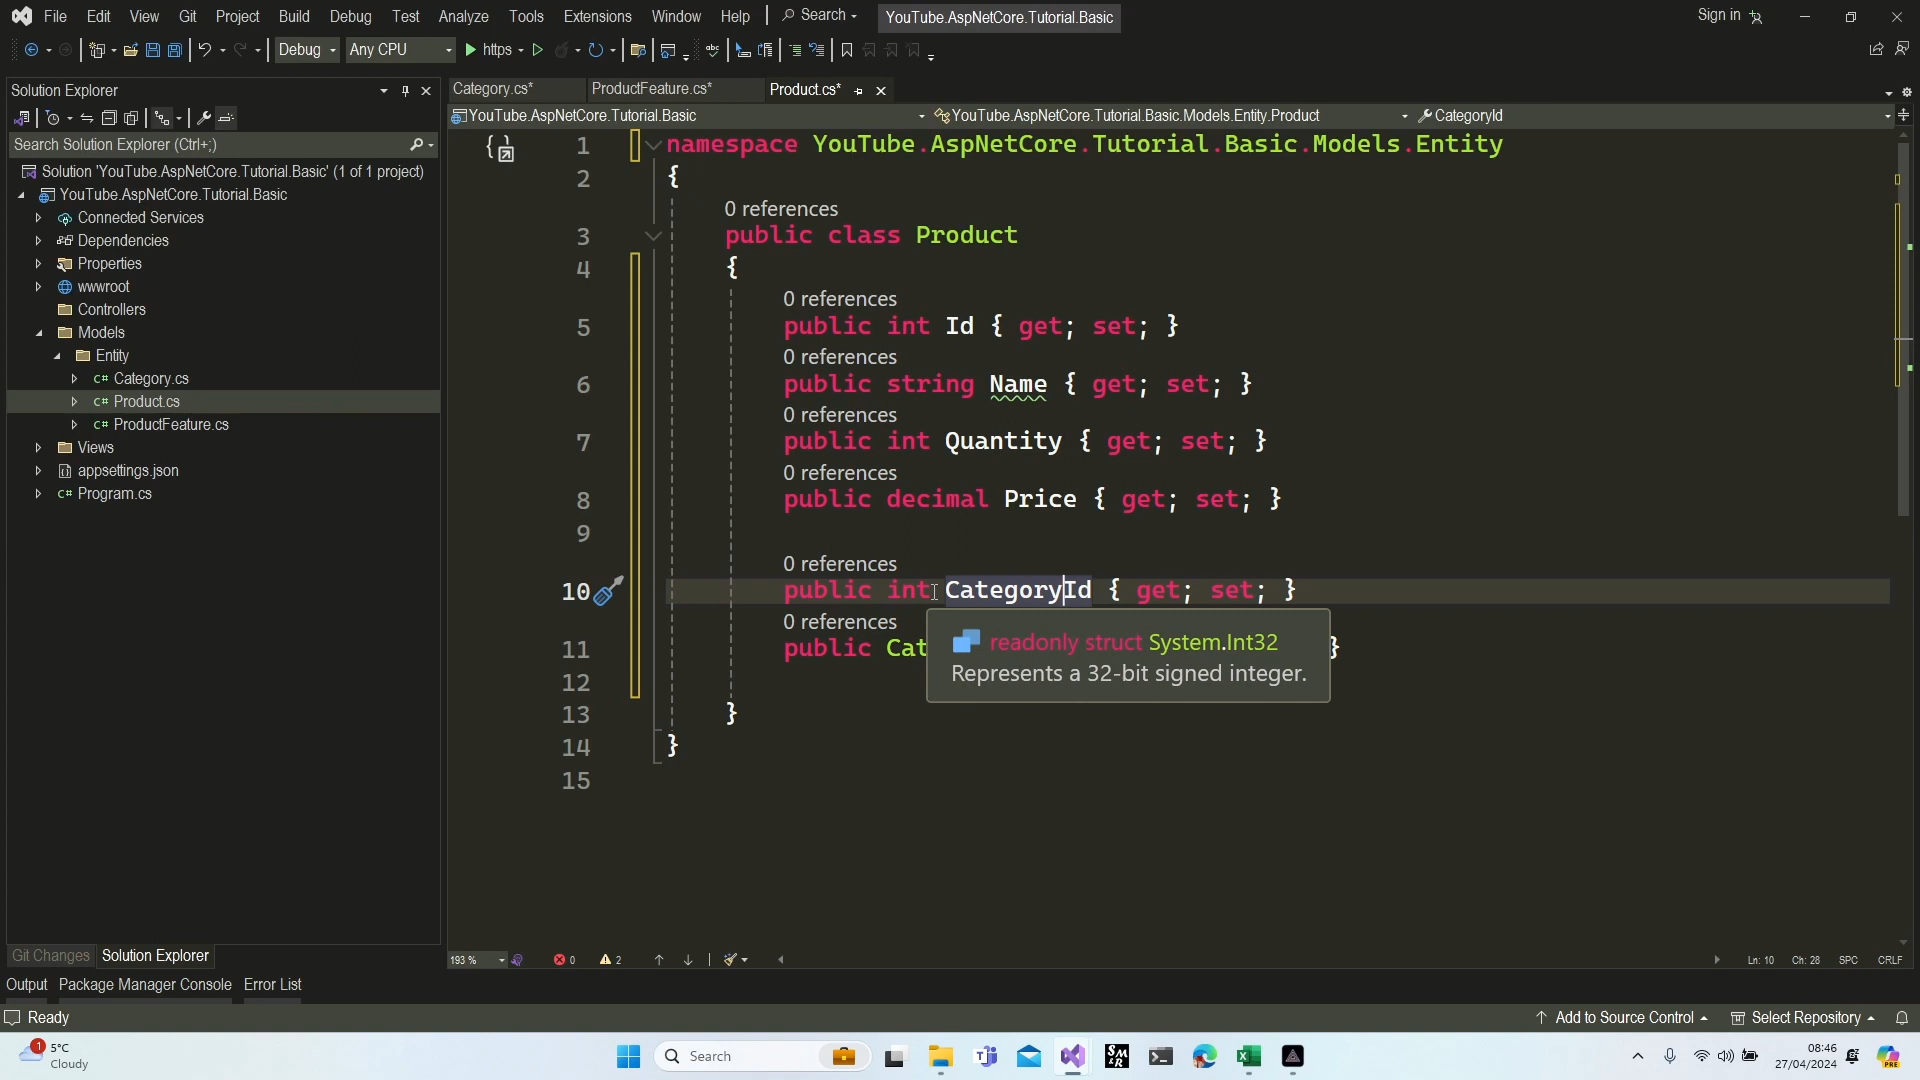 File Edit View Git Project Build Debug Test Analyze Tools Extensions Window Help Search YouTube.AspNetCore.Tutorial.Basic Sign in
Debug Any CPU https
Solution Explorer
Search Solution Explorer (Ctrl+;)
Solution 'YouTube.AspNetCore.Tutorial.Basic' (1 of 1 project)
YouTube.AspNetCore.Tutorial.Basic
Connected Services
Dependencies
Properties
wwwroot
Controllers
Models
Entity
C# Category.cs
C# Product.cs
C# ProductFeature.cs
Views
appsettings.json
C# Program.cs
Git Changes Solution Explorer
Category.cs* ProductFeature.cs* Product.cs*
YouTube.AspNetCore.Tutorial.Basic YouTube.AspNetCore.Tutorial.Basic.Models.Entity.Product CategoryId
1 namespace YouTube.AspNetCore.Tutorial.Basic.Models.Entity
2 {
0 references
3 public class Product
4 {
0 references
5 public int Id { get; set; }
0 references
6 public string Name { get; set; }
0 references
7 public int Quantity { get; set; }
0 references
8 public decimal Price { get; set; }
9
0 references
10 public int CategoryId { get; set; }
0 references
11 public Cat }
readonly struct System.Int32
Represents a 32-bit signed integer.
12
13 }
14 }
15
193 % 0 2 Ln: 10 Ch: 28 SPC CRLF
Output Package Manager Console Error List
Ready Add to Source Control Select Repository
1 5°C
Cloudy
Search
08:46
27/04/2024
PRE